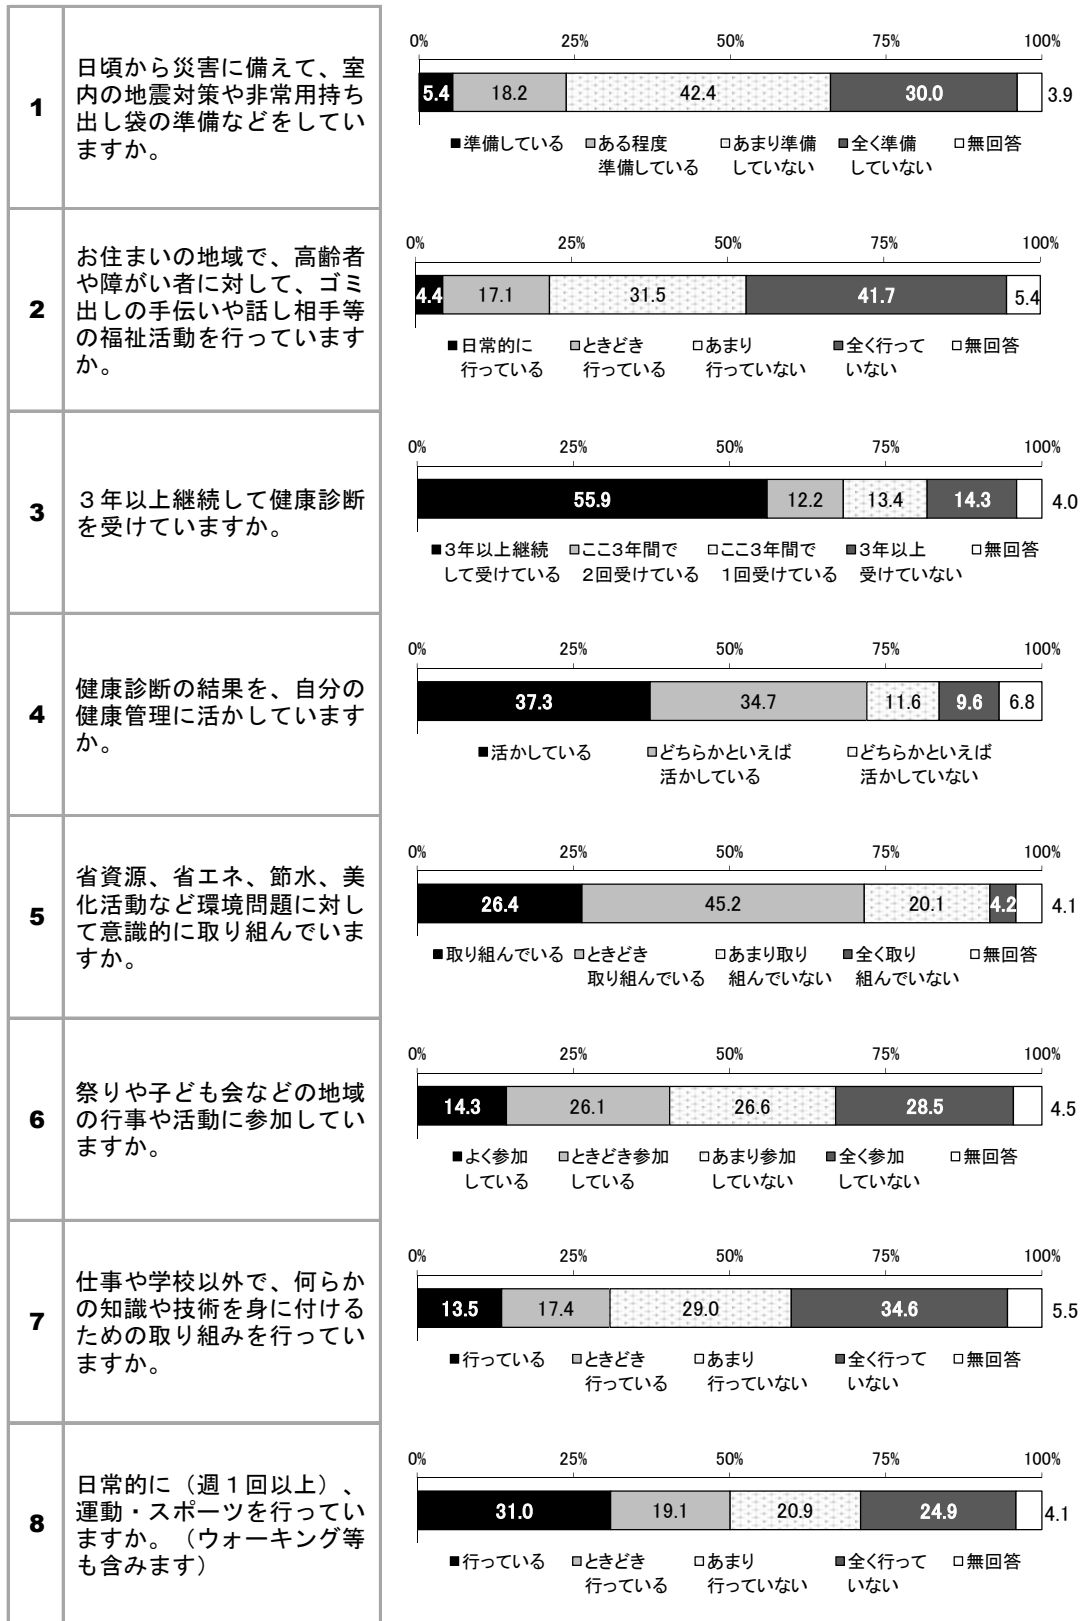 1
日頃から災害に備えて、室
内の地震対策や非常用持ち
出し袋の準備などをしてい
ますか。
0% 25% 50% 75% 100%
5.4 18.2 42.4 30.0 3.9
■準備している ■ある程度 □あまり準備 ■全く準備 □無回答
準備している していない していない
2
お住まいの地域で、高齢者
や障がい者に対して、ゴミ
出しの手伝いや話し相手等
の福祉活動を行っています
か。
0% 25% 50% 75% 100%
4.4 17.1 31.5 41.7 5.4
■日常的に ■ときどき □あまり ■全く行って □無回答
行っている 行っている 行っていない いない
3
３年以上継続して健康診断
を受けていますか。
0% 25% 50% 75% 100%
55.9 12.2 13.4 14.3 4.0
■３年以上継続 ■ここ３年間で □ここ３年間で ■３年以上 □無回答
して受けている ２回受けている １回受けている 受けていない
4
健康診断の結果を、自分の
健康管理に活かしています
か。
0% 25% 50% 75% 100%
37.3 34.7 11.6 9.6 6.8
■活かしている ■どちらかといえば □どちらかといえば
活かしている 活かしていない
5
省資源、省エネ、節水、美
化活動など環境問題に対し
て意識的に取り組んでいま
すか。
0% 25% 50% 75% 100%
26.4 45.2 20.1 4.2 4.1
■取り組んでいる ■ときどき □あまり取り ■全く取り □無回答
取り組んでいる 組んでいない 組んでいない
6
祭りや子ども会などの地域
の行事や活動に参加してい
ますか。
0% 25% 50% 75% 100%
14.3 26.1 26.6 28.5 4.5
■よく参加 ■ときどき参加 □あまり参加 ■全く参加 □無回答
している している していない していない
7
仕事や学校以外で、何らか
の知識や技術を身に付ける
ための取り組みを行ってい
ますか。
0% 25% 50% 75% 100%
13.5 17.4 29.0 34.6 5.5
■行っている ■ときどき □あまり ■全く行って □無回答
行っている 行っていない いない
8
日常的に（週１回以上）、
運動・スポーツを行ってい
ますか。（ウォーキング等
も含みます）
0% 25% 50% 75% 100%
31.0 19.1 20.9 24.9 4.1
■行っている ■ときどき □あまり ■全く行って □無回答
行っている 行っていない いない